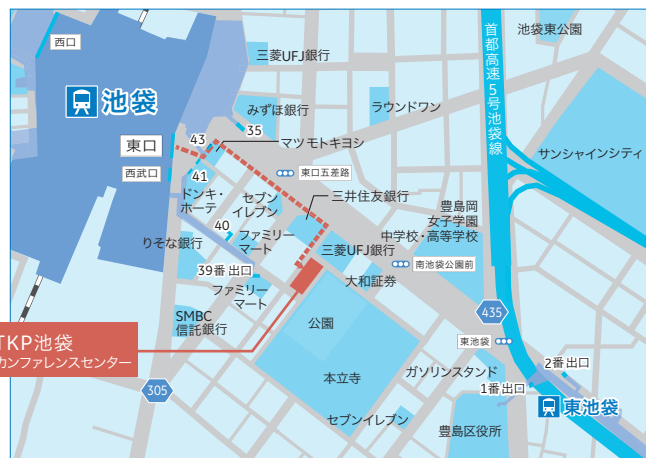 西口
三菱UFJ銀行
池袋東公園
首都高速5号池袋線
池袋
みずほ銀行
ラウンドワン
35
43
マツモトキヨシ
東口
サンシャインシティ
西武口
41
東口五差路
ドンキ・
ホーテ
セブン
イレブン
三井住友銀行
豊島岡
女子学園
中学校・高等学校
40
りそな銀行
ファミリー
マート
三菱UFJ銀行
南池袋公園前
39番出口
大和証券
ファミリー
マート
SMBC
信託銀行
公園
435
TKP池袋
カンファレンスセンター
東池袋
本立寺
ガソリンスタンド
2番出口
1番出口
305
東池袋
セブンイレブン
豊島区役所